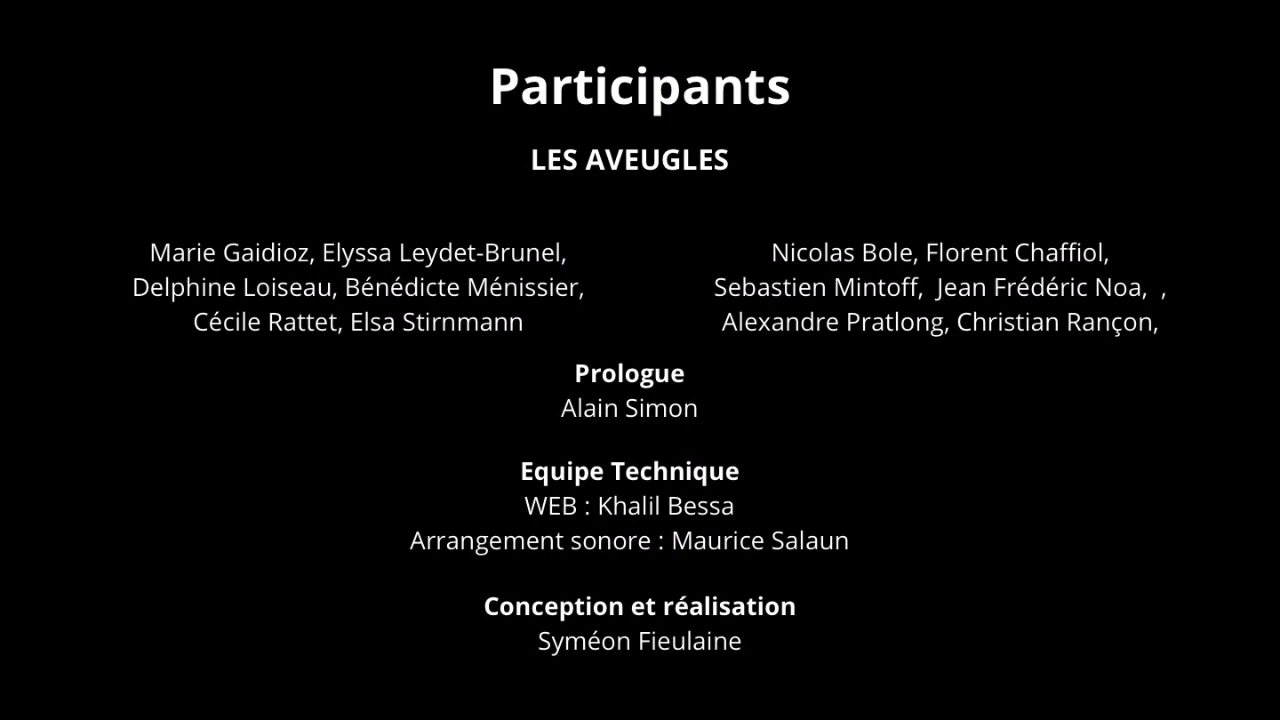 Participants
LES AVEUGLES
Marie Gaidioz, Elyssa Leydet-Brunel,
Delphine Loiseau, Bénédicte Ménissier,
Cécile Rattet, Elsa Stirnmann
Nicolas Bole, Florent Chaffiol,
Sebastien Mintoff,  Jean Frédéric Noa,  ,
Alexandre Pratlong, Christian Rançon,
Prologue
Alain Simon
Equipe Technique
WEB : Khalil Bessa
Arrangement sonore : Maurice Salaun
Conception et réalisation
Syméon Fieulaine